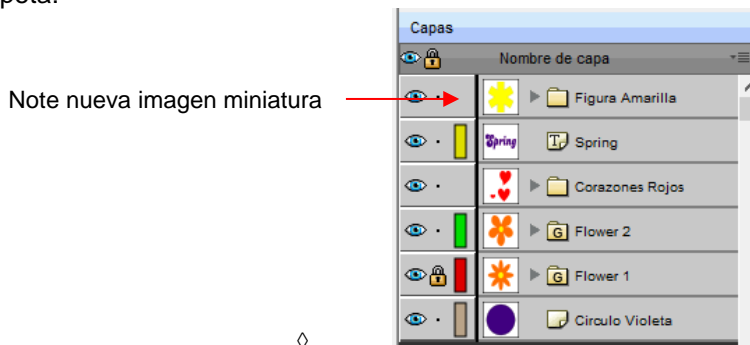 peta.
Capas
Nombre de capa
Note nueva imagen miniatura
Figura Amarilla
Spring
T
Spring
Corazones Rojos
G
Flower 2
G
Flower 1
Circulo Violeta